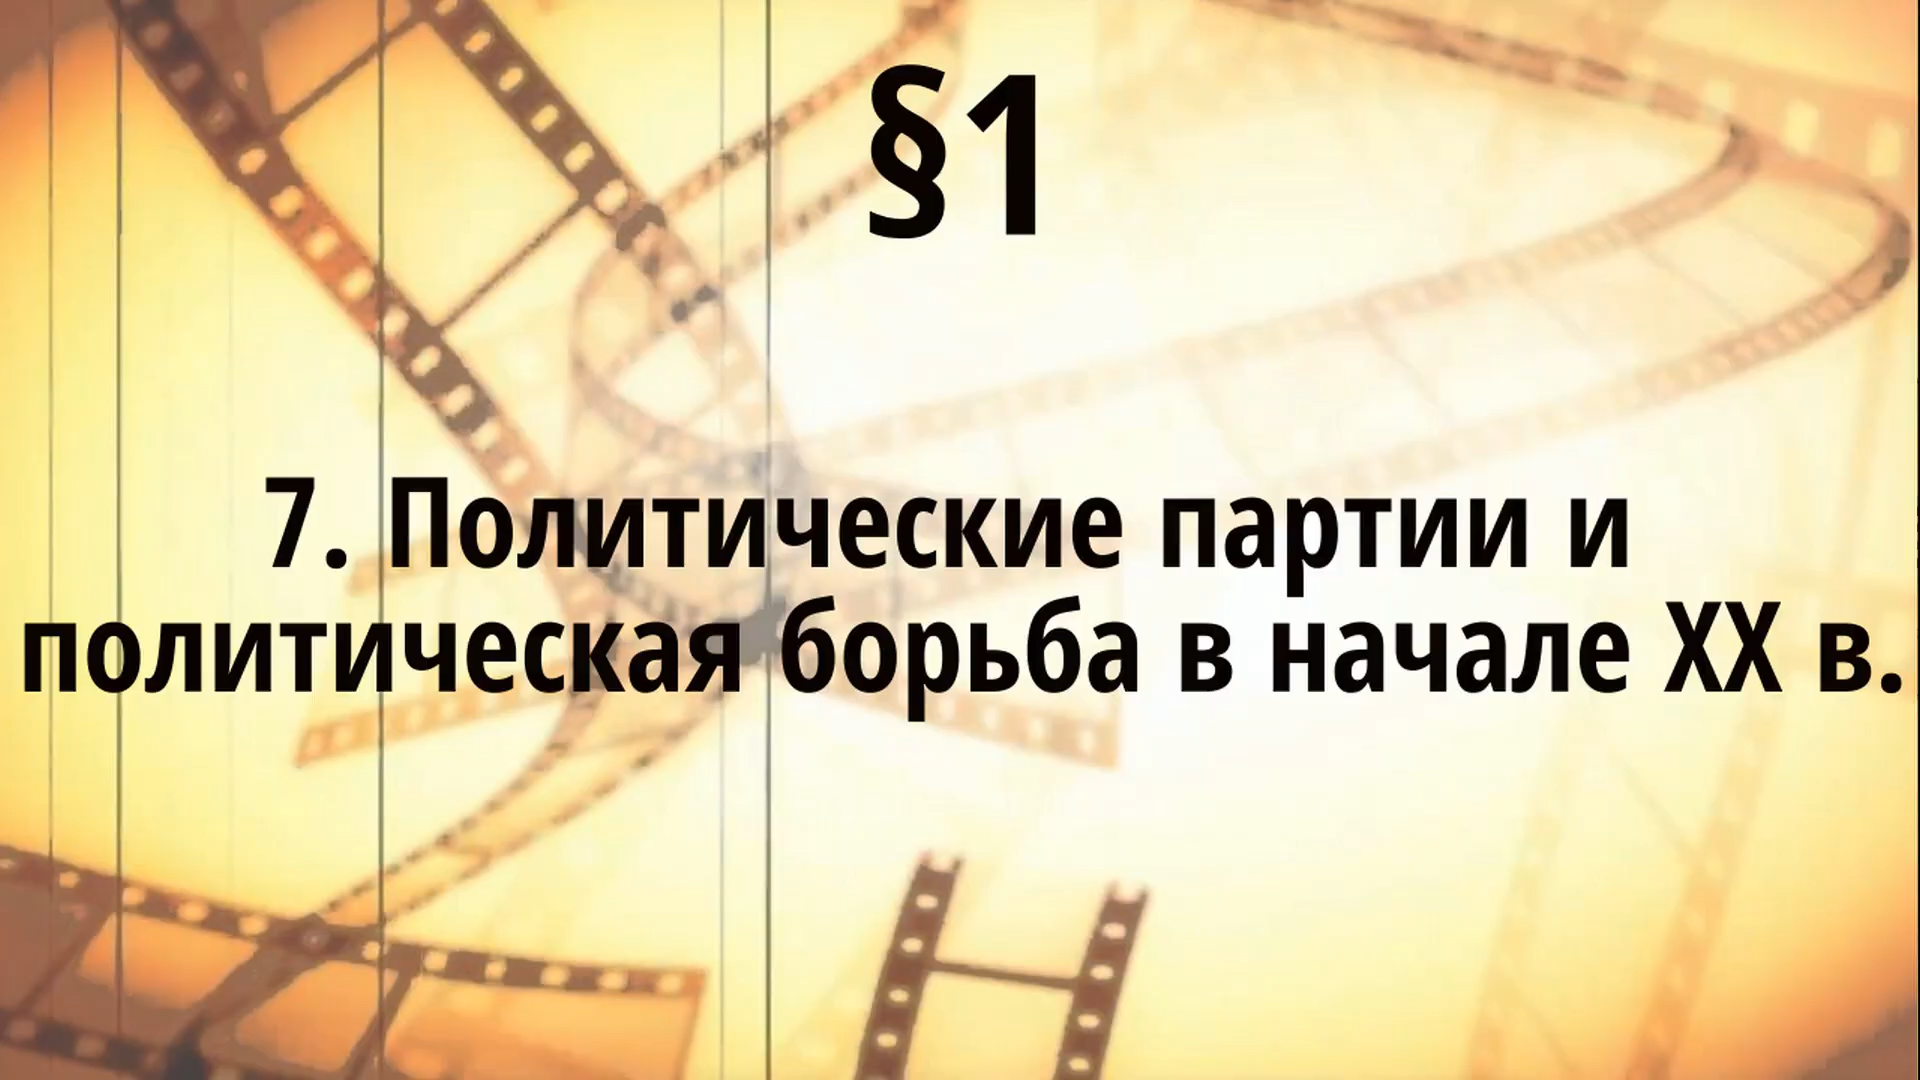 §1
7. Политические партии и
политическая борьба в начале XX в.